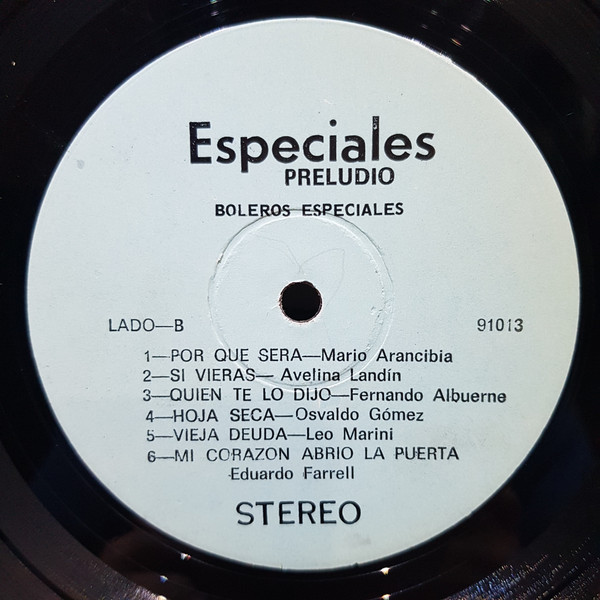 Especiales
PRELUDIO
BOLEROS ESPECIALES
LADO—B 91013
1—POR QUE SERA—Mario Arancibia
2—SI VIERAS— Avelina Landín
3—QUIEN TE LO DIJO—Fernando Albuerne
4—HOJA SECA—Osvaldo Gómez
5—VIEJA DEUDA—Leo Marini
6—MI CORAZON ABRIO LA PUERTA
Eduardo Farrell
STEREO